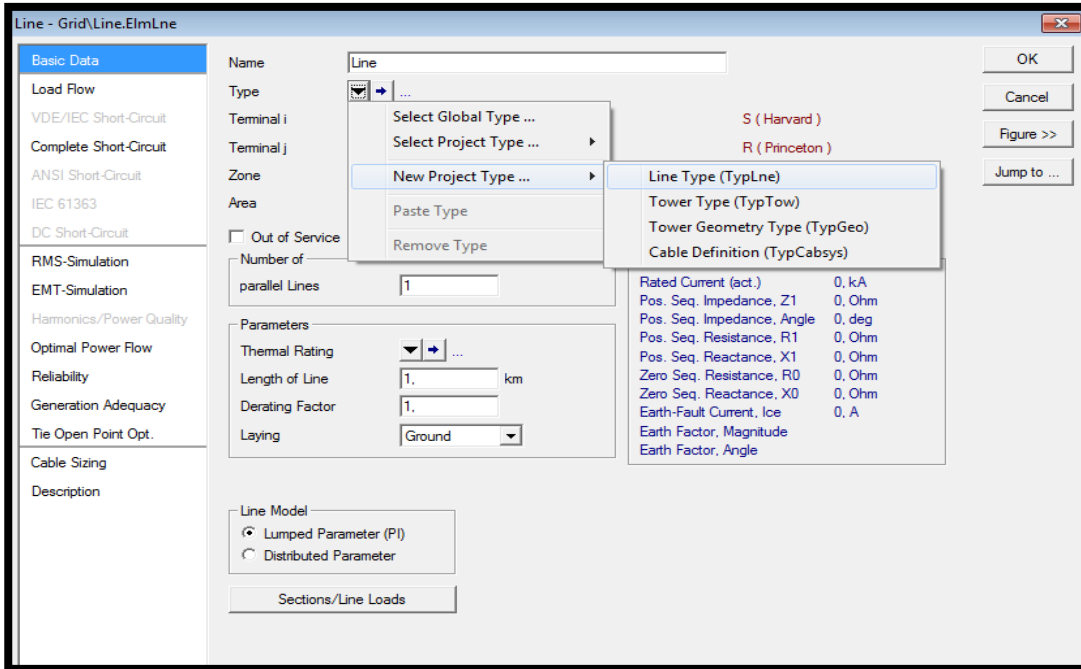 Line - Grid\Line.ElmLne
Basic Data
Load Flow
VDE/IEC Short-Circuit
Complete Short-Circuit
ANSI Short-Circuit
IEC 61363
DC Short-Circuit
RMS-Simulation
EMT-Simulation
Harmonics/Power Quality
Optimal Power Flow
Reliability
Generation Adequacy
Tie Open Point Opt.
Cable Sizing
Description
Name Line
Type ...
Terminal i S ( Harvard )
Terminal j R ( Princeton )
Zone
Area
Select Global Type ...
Select Project Type ...
New Project Type ...
Paste Type
Remove Type
Line Type (TypLne)
Tower Type (TypTow)
Tower Geometry Type (TypGeo)
Cable Definition (TypCabsys)
Out of Service
Number of
parallel Lines 1
Parameters
Thermal Rating ...
Length of Line 1, km
Derating Factor 1,
Laying Ground
Rated Current (act.) 0, kA
Pos. Seq. Impedance, Z1 0, Ohm
Pos. Seq. Impedance, Angle 0, deg
Pos. Seq. Resistance, R1 0, Ohm
Pos. Seq. Reactance, X1 0, Ohm
Zero Seq. Resistance, R0 0, Ohm
Zero Seq. Reactance, X0 0, Ohm
Earth-Fault Current, Ice 0, A
Earth Factor, Magnitude
Earth Factor, Angle
Line Model
Lumped Parameter (PI)
Distributed Parameter
Sections/Line Loads
OK
Cancel
Figure >>
Jump to ...